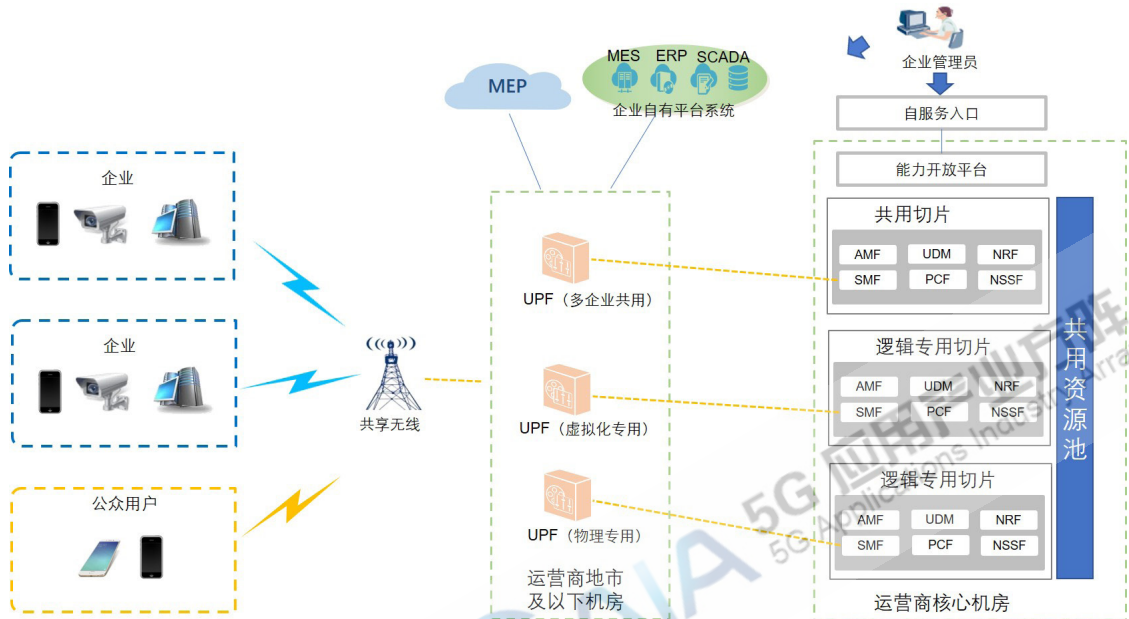 企业管理员
自服务入口
能力开放平台
MEP
MES
ERP
SCADA
企业自有平台系统
企业
企业
公众用户
共享无线
UPF（多企业共用）
UPF（虚拟化专用）
UPF（物理专用）
运营商地市
及以下机房
共用切片
AMF
UDM
NRF
SMF
PCF
NSSF
逻辑专用切片
AMF
UDM
NRF
SMF
PCF
NSSF
逻辑专用切片
AMF
UDM
NRF
SMF
PCF
NSSF
共用资源池
运营商核心机房
5G 应用产业方阵
5G Applications Industry Array
AIA